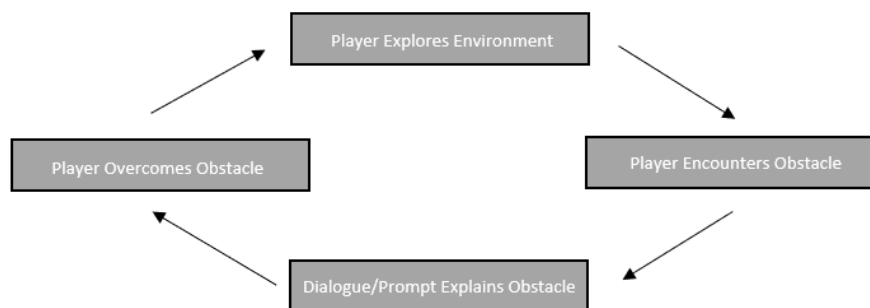 Player Explores Environment
Player Encounters Obstacle
Dialogue/Prompt Explains Obstacle
Player Overcomes Obstacle